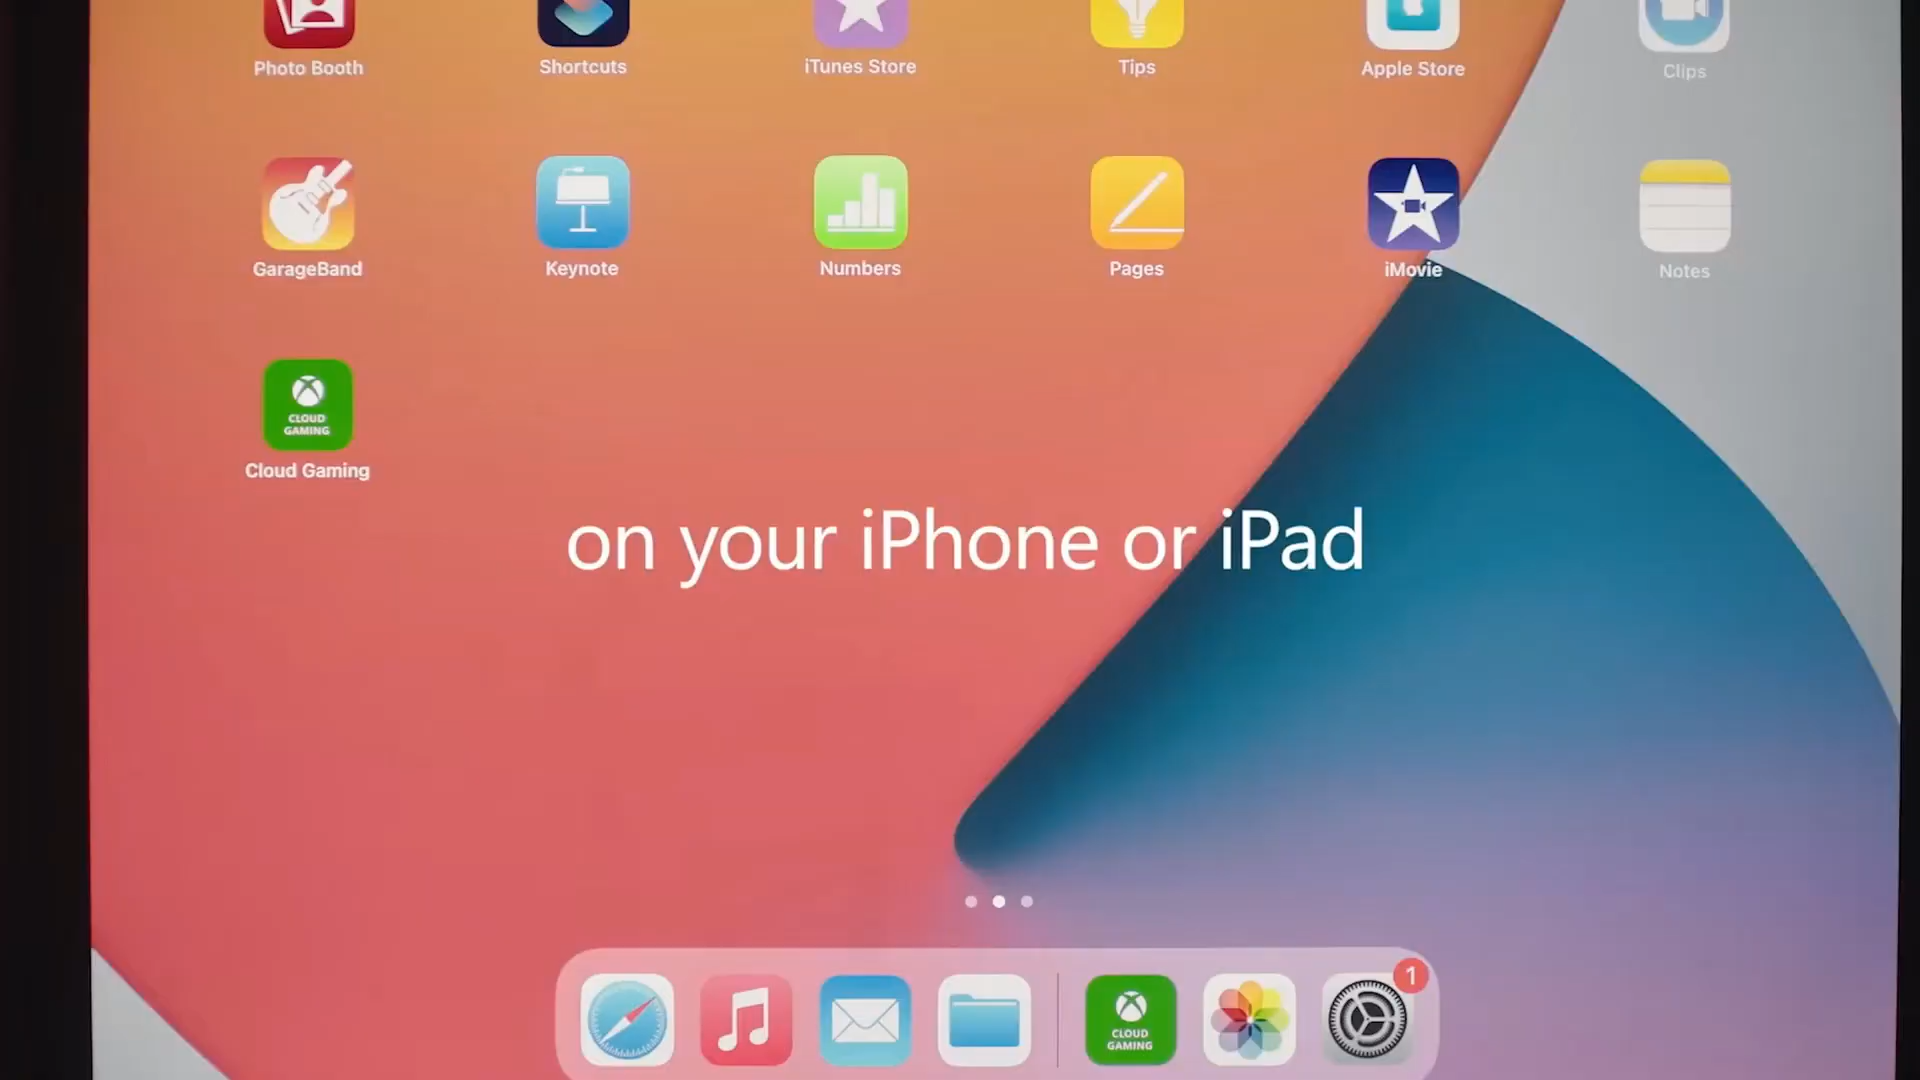 Photo Booth
Shortcuts
iTunes Store
Tips
Apple Store
Clips
GarageBand
Keynote
Numbers
Pages
iMovie
Notes
CLOUD
GAMING
Cloud Gaming
on your iPhone or iPad
CLOUD
GAMING
1